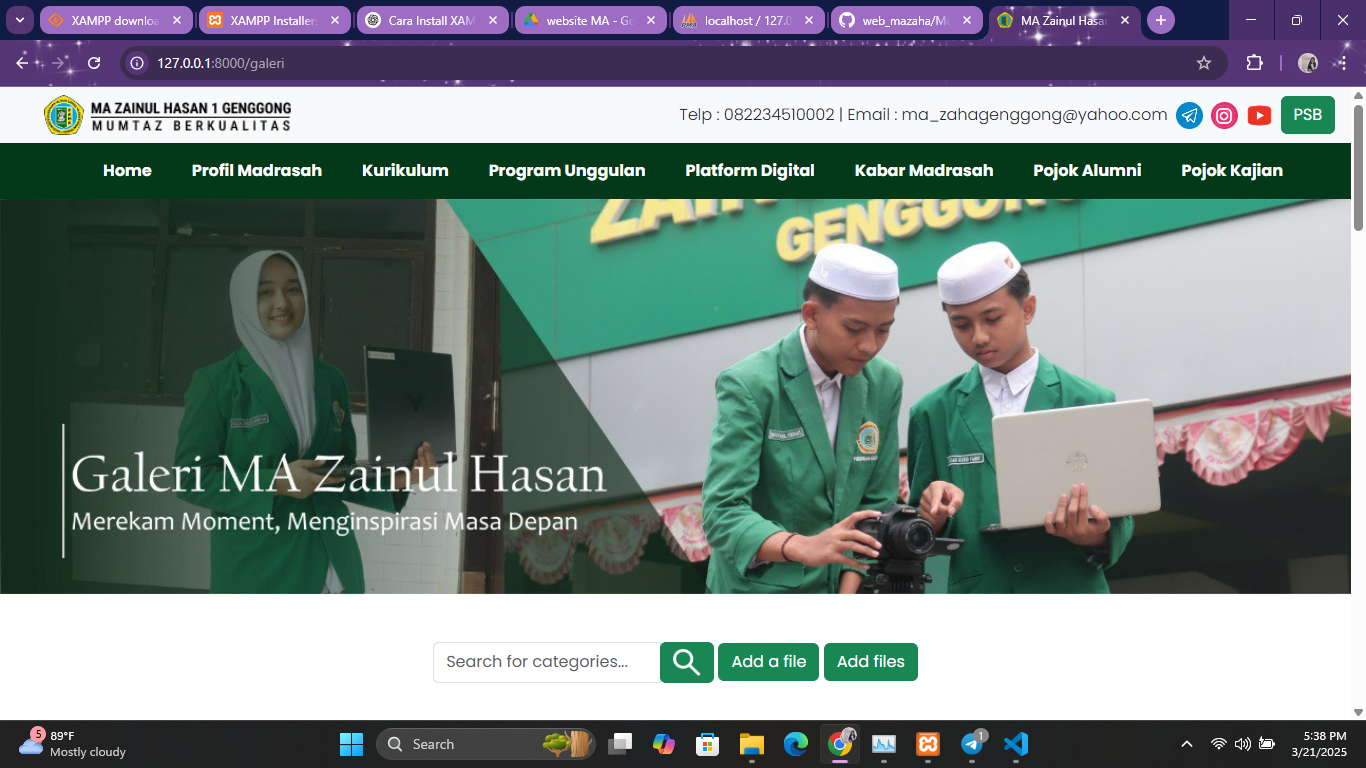 XAMPP downloa
XAMPP Installers
Cara Install XAM
website MA - Go
localhost / 127.0
web_mazaha/Mo
MA Zainul Hasan
127.0.0.1:8000/galeri
MA ZAINUL HASAN 1 GENGGONG
MUMTAZ BERKUALITAS
Telp : 082234510002 | Email : ma_zahagenggong@yahoo.com
PSB
Home
Profil Madrasah
Kurikulum
Program Unggulan
Platform Digital
Kabar Madrasah
Pojok Alumni
Pojok Kajian
GENGGONG
Galeri MA Zainul Hasan
Merekam Moment, Menginspirasi Masa Depan
Search for categories...
Add a file
Add files
5
89°F
Mostly cloudy
Search
1
5:38 PM
3/21/2025